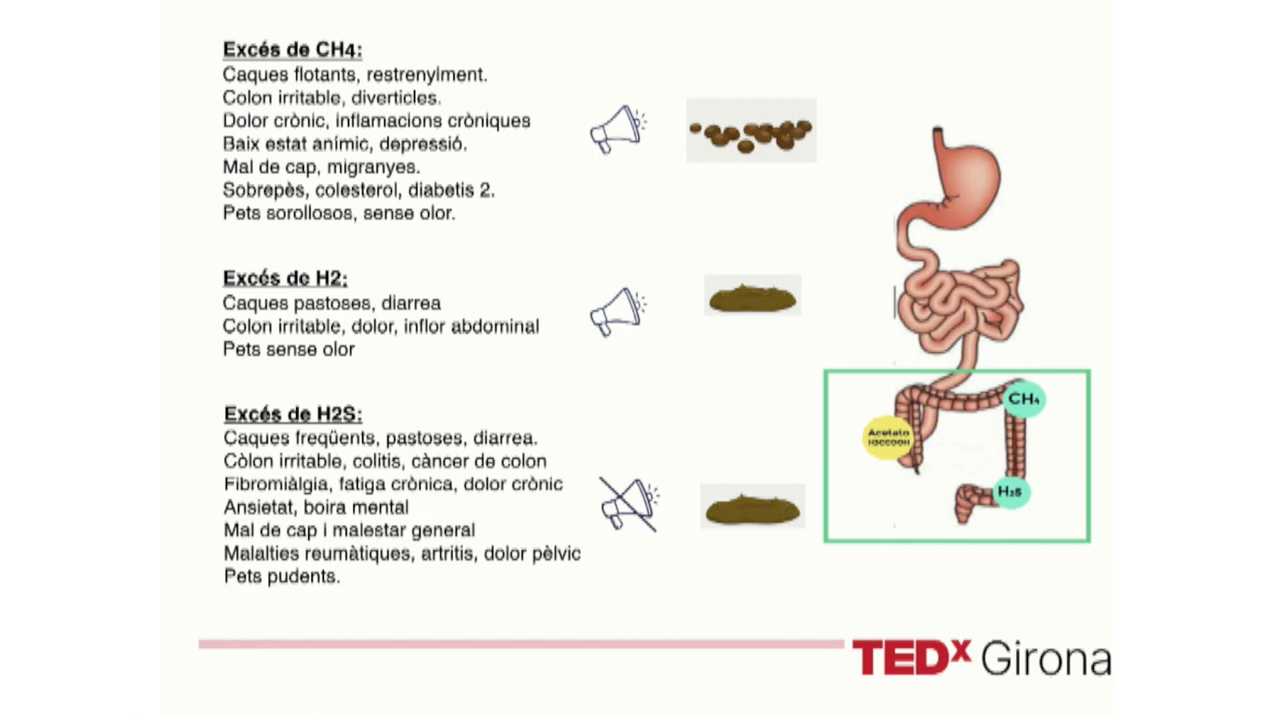 Excés de CH4:
Caques flotants, restrenyiment.
Colon irritable, diverticles.
Dolor crònic, inflamacions cròniques
Baix estat anímic, depressió.
Mal de cap, migranyes.
Sobrepès, colesterol, diabetis 2.
Pets sorollosos, sense olor.
Excés de H2:
Caques pastoses, diarrea
Colon irritable, dolor, inflor abdominal
Pets sense olor
Excés de H2S:
Caques freqüents, pastoses, diarrea.
Còlon irritable, colitis, càncer de colon
Fibromiàlgia, fatiga crònica, dolor crònic
Ansietat, boira mental
Mal de cap i malestar general
Malalties reumàtiques, artritis, dolor pèlvic
Pets pudents.
CH₄
Acetato
H3CCOOH
H₂S
TEDx Girona